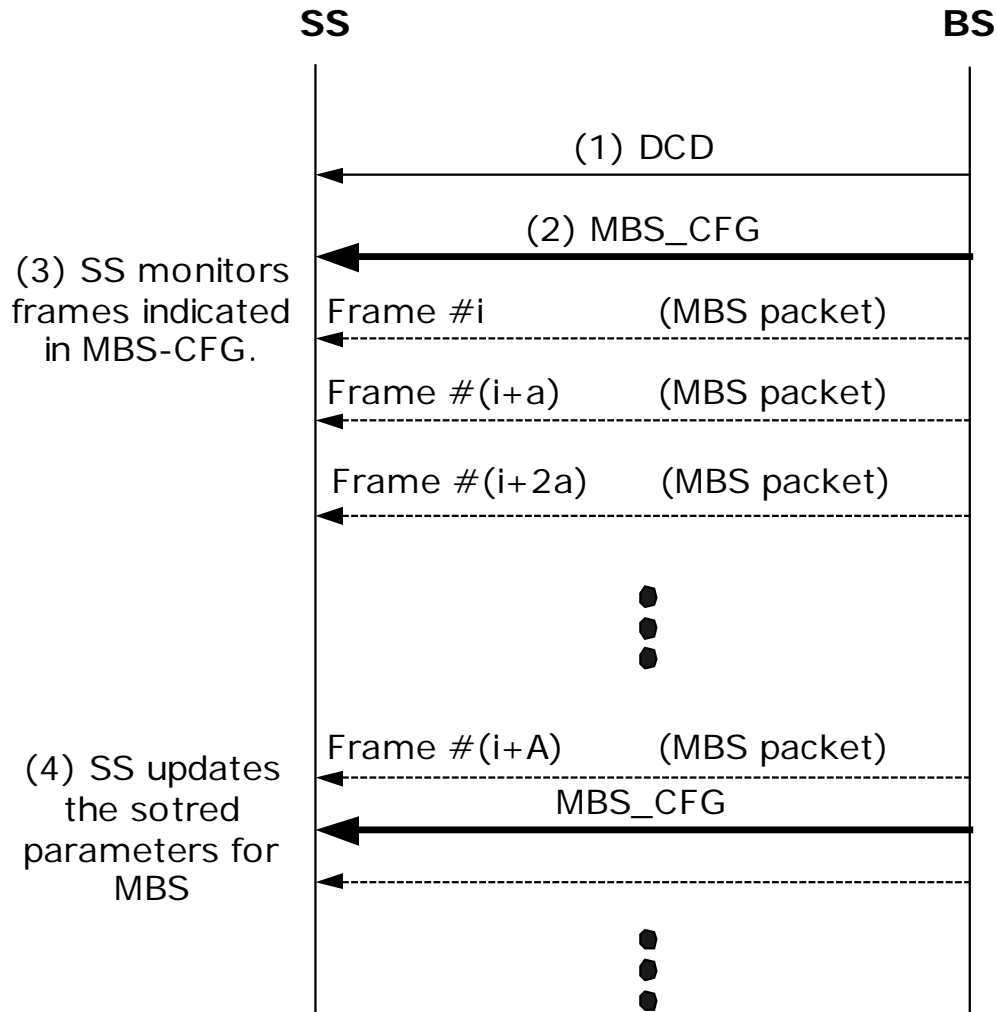 SS
BS
(1) DCD
(2) MBS_CFG
(3) SS monitors
frames indicated
in MBS-CFG.
Frame #i (MBS packet)
Frame #(i+a) (MBS packet)
Frame #(i+2a) (MBS packet)
Frame #(i+A) (MBS packet)
(4) SS updates
the sotred
parameters for
MBS
MBS_CFG